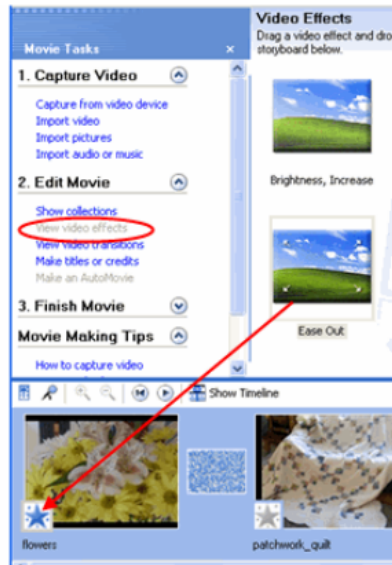 Movie Tasks
1. Capture Video
Capture from video device
Import video
Import pictures
Import audio or music
2. Edit Movie
Show collections
View video effects
View video transitions
Make titles or credits
Make an AutoMovie
3. Finish Movie
Movie Making Tips
How to capture video
Video Effects
Drag a video effect and dro
storyboard below.
Brightness, Increase
Ease Out
Show Timeline
flowers
patchwork_quilt